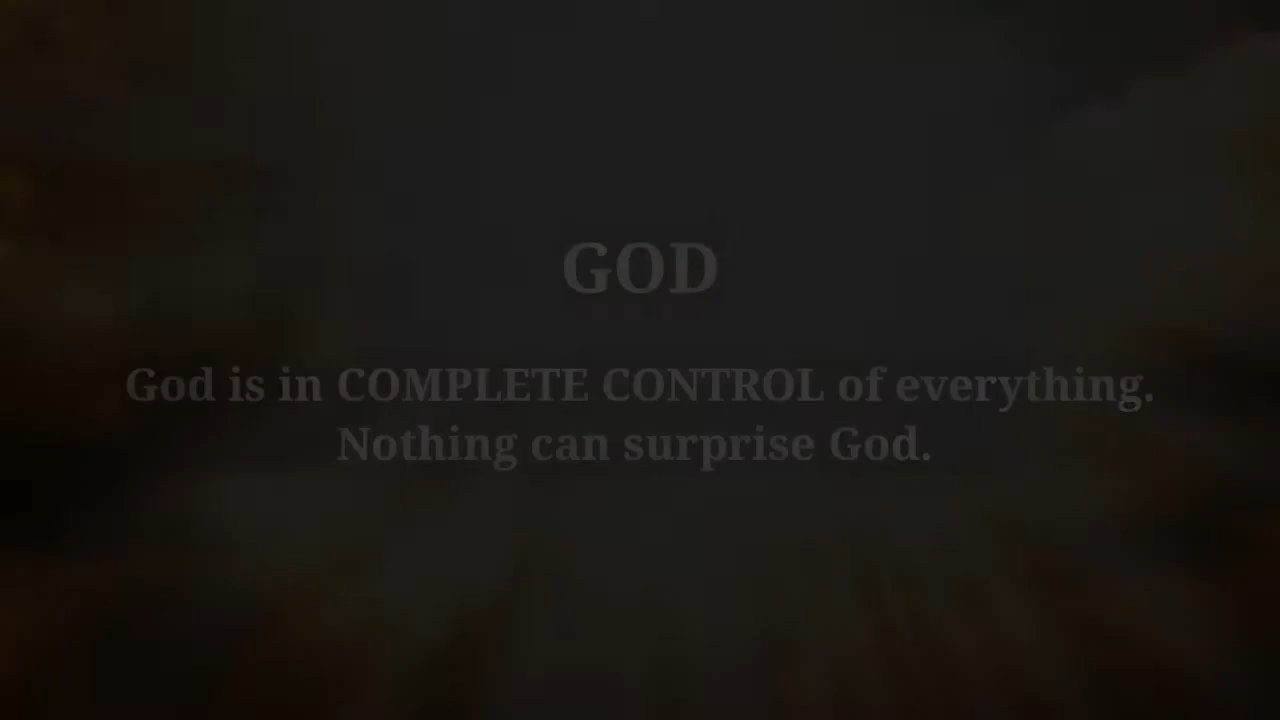 GOD
God is in COMPLETE CONTROL of everything.
Nothing can surprise God.